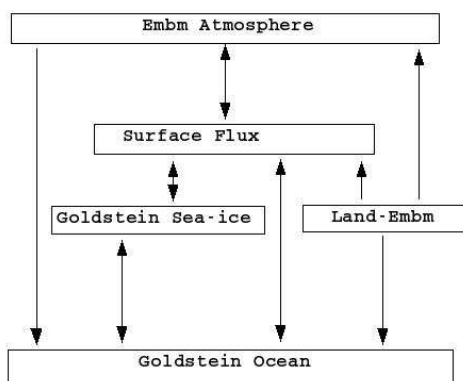 Embm Atmosphere
Surface Flux
Goldstein Sea-ice
Land-Embm
Goldstein Ocean